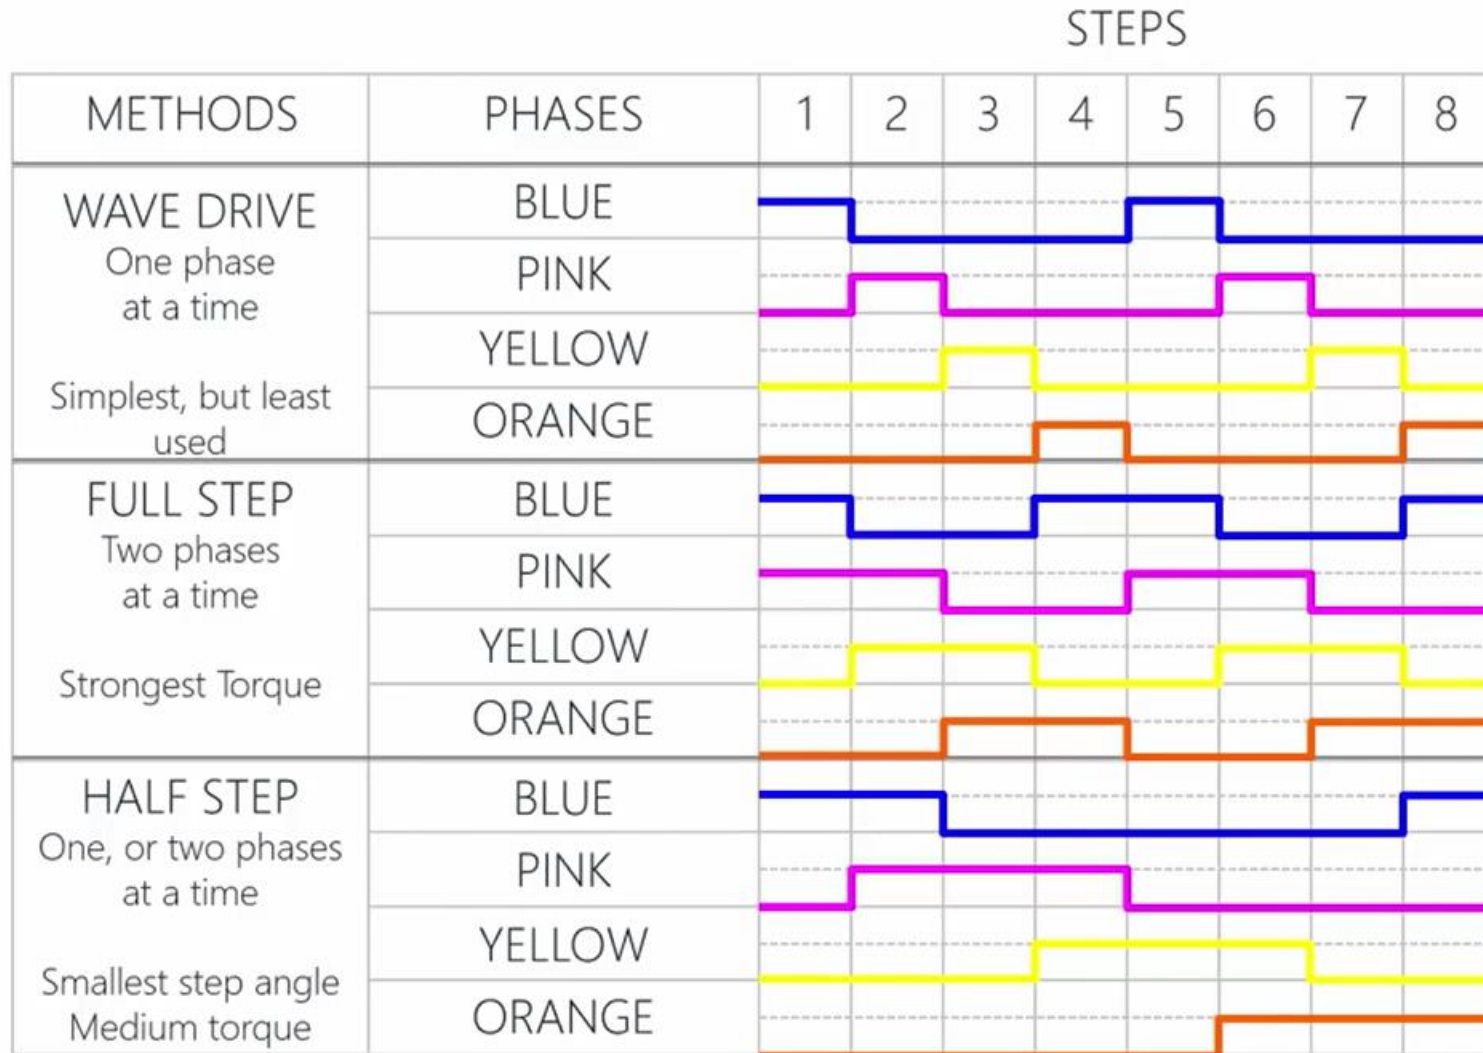 STEPS
METHODS PHASES 1 2 3 4 5 6 7 8
WAVE DRIVE
One phase
at a time
Simplest, but least
used
BLUE
PINK
YELLOW
ORANGE
FULL STEP
Two phases
at a time
Strongest Torque
BLUE
PINK
YELLOW
ORANGE
HALF STEP
One, or two phases
at a time
Smallest step angle
Medium torque
BLUE
PINK
YELLOW
ORANGE